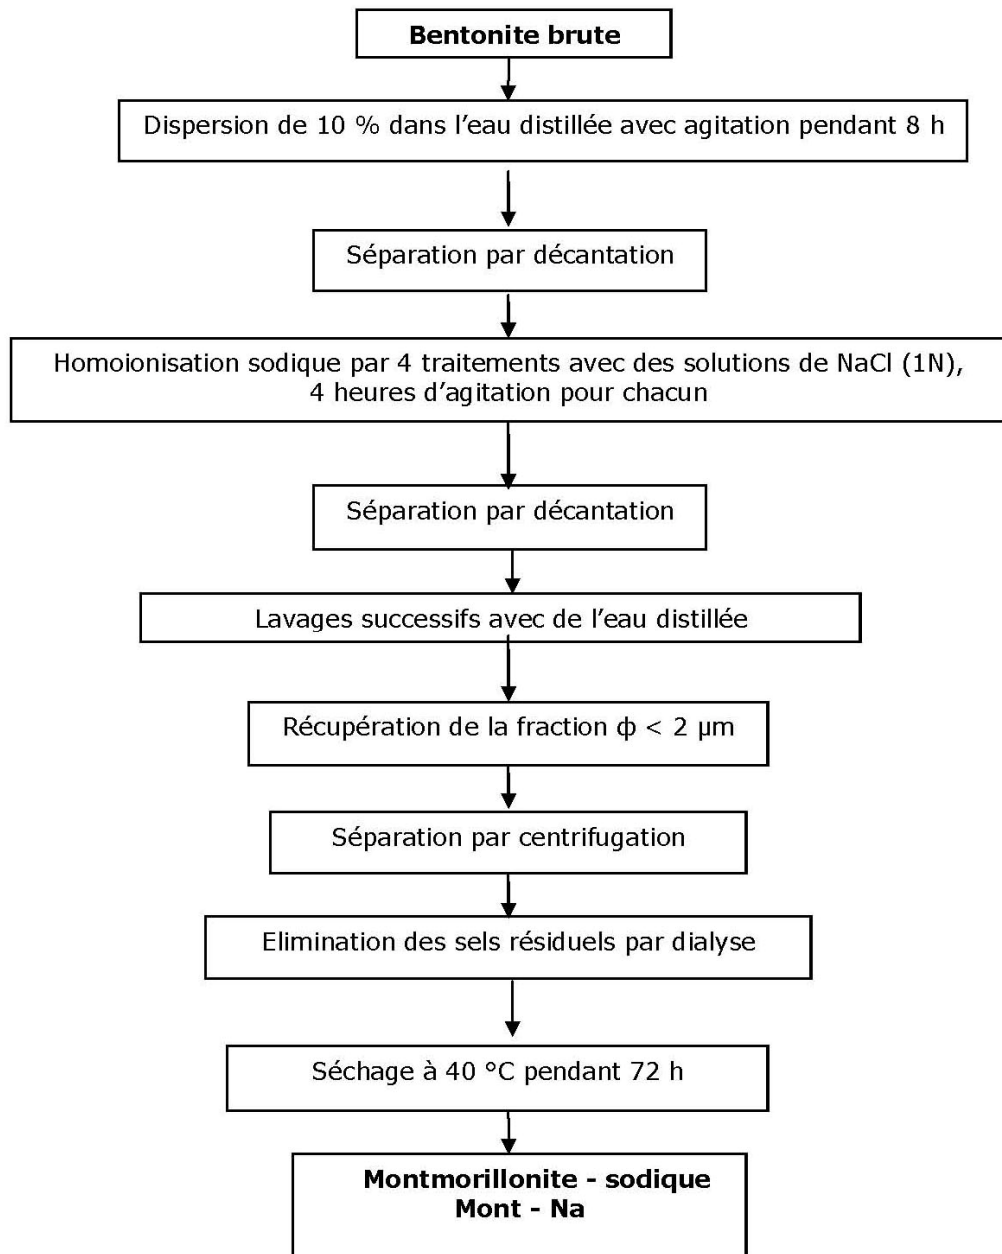 Bentonite brute
Dispersion de 10 % dans l’eau distillée avec agitation pendant 8 h
Séparation par décantation
Homoionisation sodique par 4 traitements avec des solutions de NaCl (1N),
4 heures d’agitation pour chacun
Séparation par décantation
Lavages successifs avec de l’eau distillée
Récupération de la fraction ф < 2 µm
Séparation par centrifugation
Elimination des sels résiduels par dialyse
Séchage à 40 °C pendant 72 h
Montmorillonite - sodique
Mont - Na